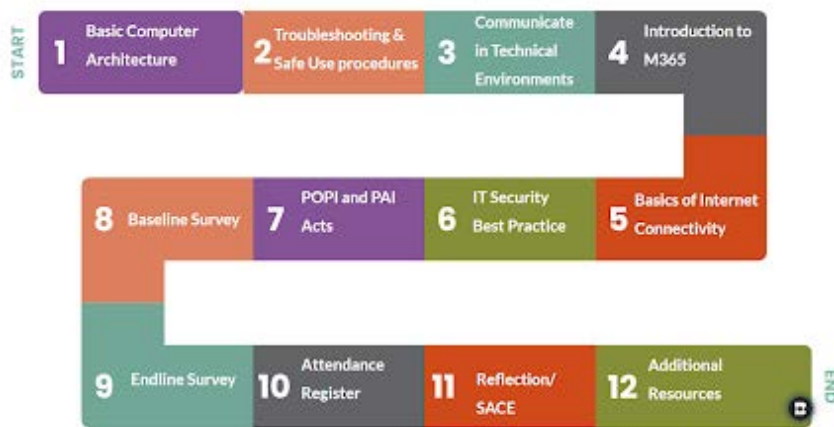 START
1
Basic Computer
Architecture
2
Troubleshooting &
Safe Use procedures
3
Communicate
in Technical
Environments
4
Introduction to
M365
5
Basics of Internet
Connectivity
6
IT Security
Best Practice
7
POPI and PAI
Acts
8
Baseline Survey
9
Endline Survey
10
Attendance
Register
11
Reflection/
SACE
12
Additional
Resources
END